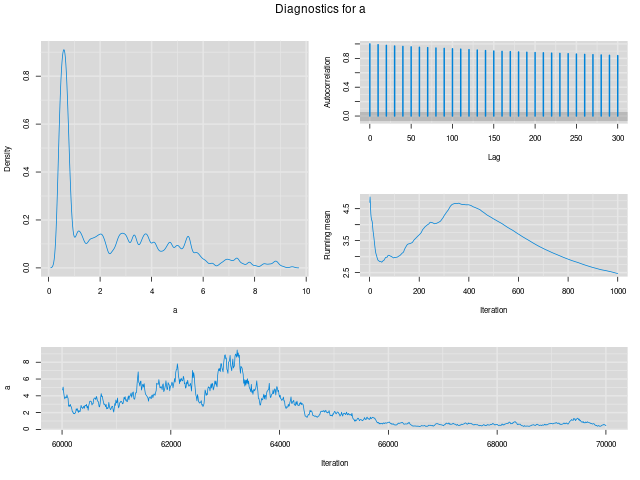 Diagnostics for a
Density
0.8
0.6
0.4
0.2
0.0
0 2 4 6 8 10
a
Autocorrelation
0.8
0.4
0.0
0 50 100 150 200 250 300
Lag
Running mean
4.5
3.5
2.5
0 200 400 600 800 1000
Iteration
a
8
6
4
2
0
60000 62000 64000 66000 68000 70000
Iteration